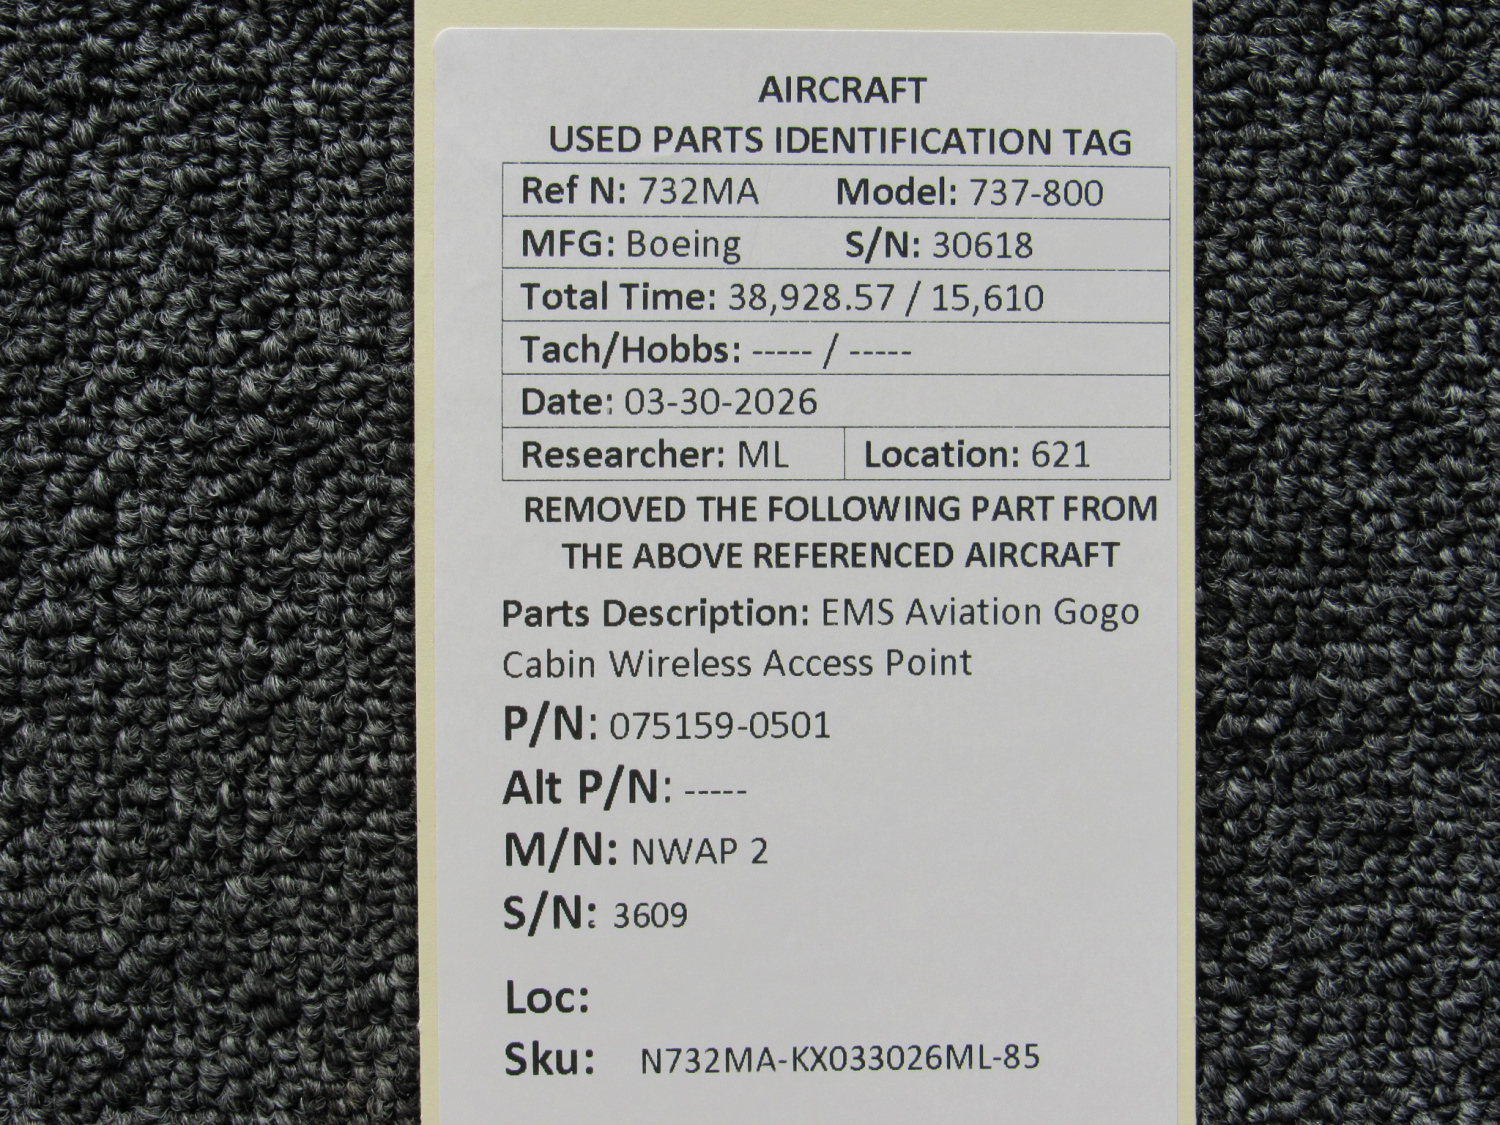 AIRCRAFT
USED PARTS IDENTIFICATION TAG
Ref N: 732MA Model: 737-800
MFG: Boeing S/N: 30618
Total Time: 38,928.57 / 15,610
Tach/Hobbs: ----- / -----
Date: 03-30-2026
Researcher: ML Location: 621
REMOVED THE FOLLOWING PART FROM
THE ABOVE REFERENCED AIRCRAFT
Parts Description: EMS Aviation Gogo
Cabin Wireless Access Point
P/N: 075159-0501
Alt P/N: -----
M/N: NWAP 2
S/N: 3609
Loc:
Sku: N732MA-KX033026ML-85